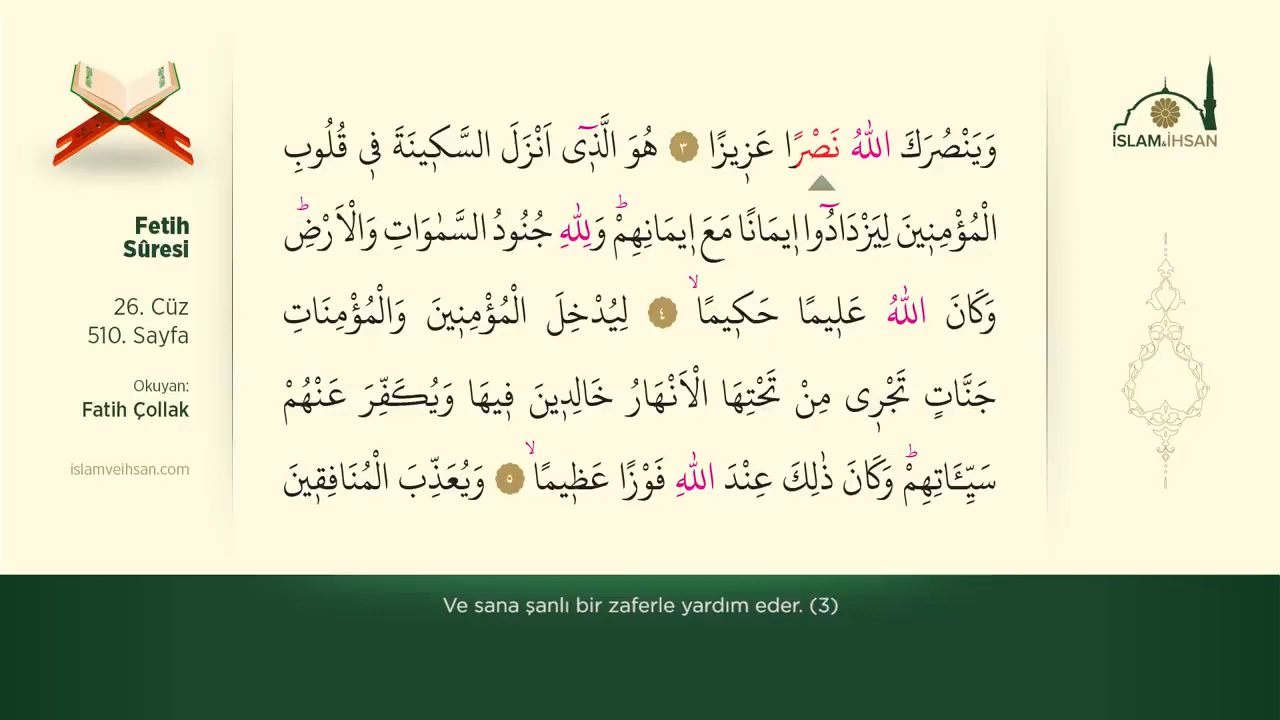 وَيَنْصُرَكَ اللّٰهُ نَصْرًا عَز۪يزًا ﴿٣﴾ هُوَ الَّذ۪ٓى اَنْزَلَ السَّك۪ينَةَ ف۪ى قُلُوبِ
الْمُؤْمِن۪ينَ لِيَزْدَادُٓوا ا۪يمَانًا مَعَ ا۪يمَانِهِمْۜ وَلِلّٰهِ جُنُودُ السَّمٰوَاتِ وَالْاَرْضِۜ
وَكَانَ اللّٰهُ عَل۪يمًا حَك۪يمًاۙ ﴿٤﴾ لِيُدْخِلَ الْمُؤْمِن۪ينَ وَالْمُؤْمِنَاتِ
جَنَّاتٍ تَجْر۪ى مِنْ تَحْتِهَا الْاَنْهَارُ خَالِد۪ينَ ف۪يهَا وَيُكَفِّرَ عَنْهُمْ
سَيِّـَٔاتِهِمْۜ وَكَانَ ذٰلِكَ عِنْدَ اللّٰهِ فَوْزًا عَظ۪يمًاۙ ﴿٥﴾ وَيُعَذِّبَ الْمُنَافِق۪ينَ
Fetih
Sûresi
26. Cüz
510. Sayfa
Okuyan:
Fatih Çollak
islamveihsan.com
İSLAM&İHSAN
Ve sana şanlı bir zaferle yardım eder. (3)